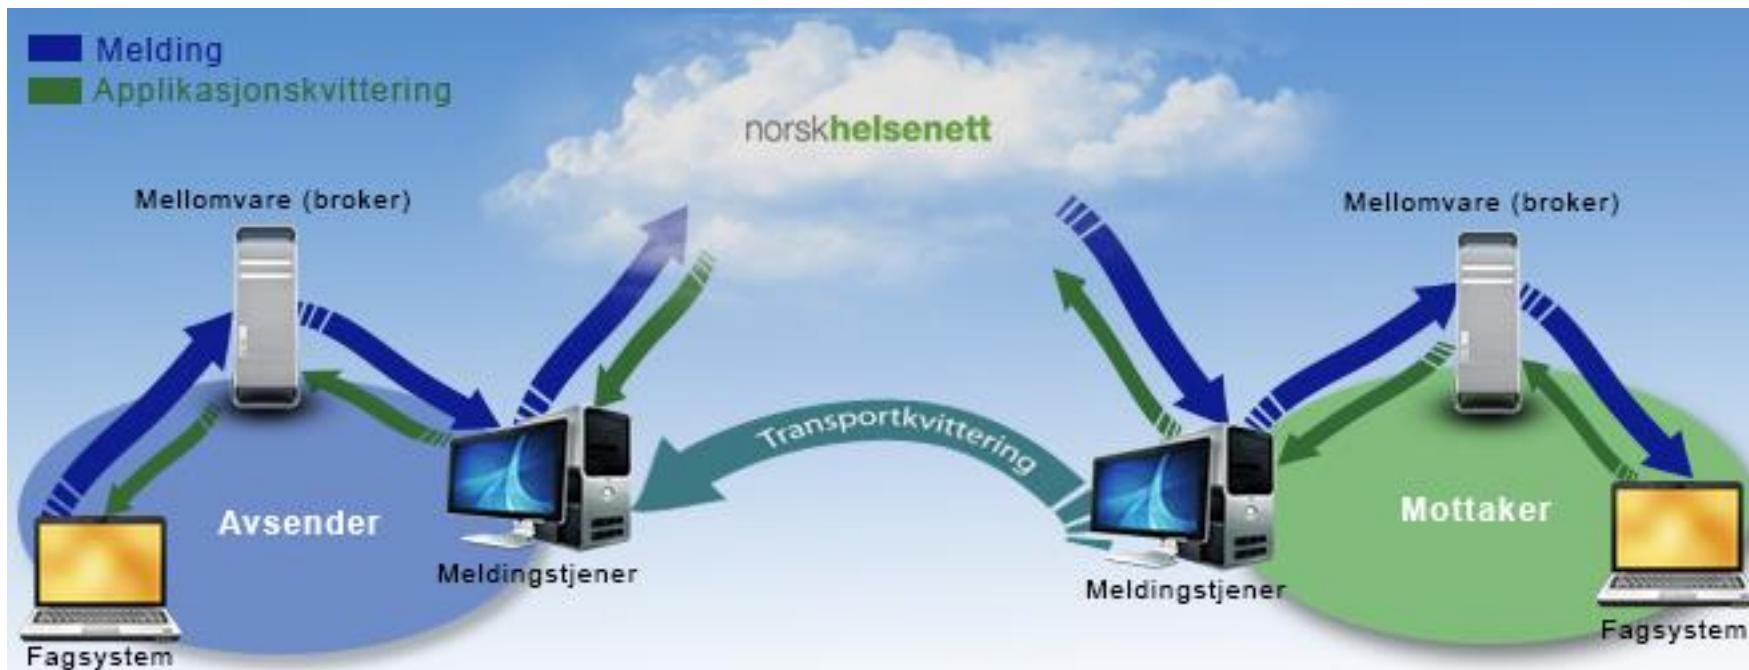 Melding
Applikasjonskvittering
norskhelsenett
Mellomvare (broker)
Mellomvare (broker)
Transportkvittering
Avsender
Mottaker
Meldingstjener
Meldingstjener
Fagsystem
Fagsystem